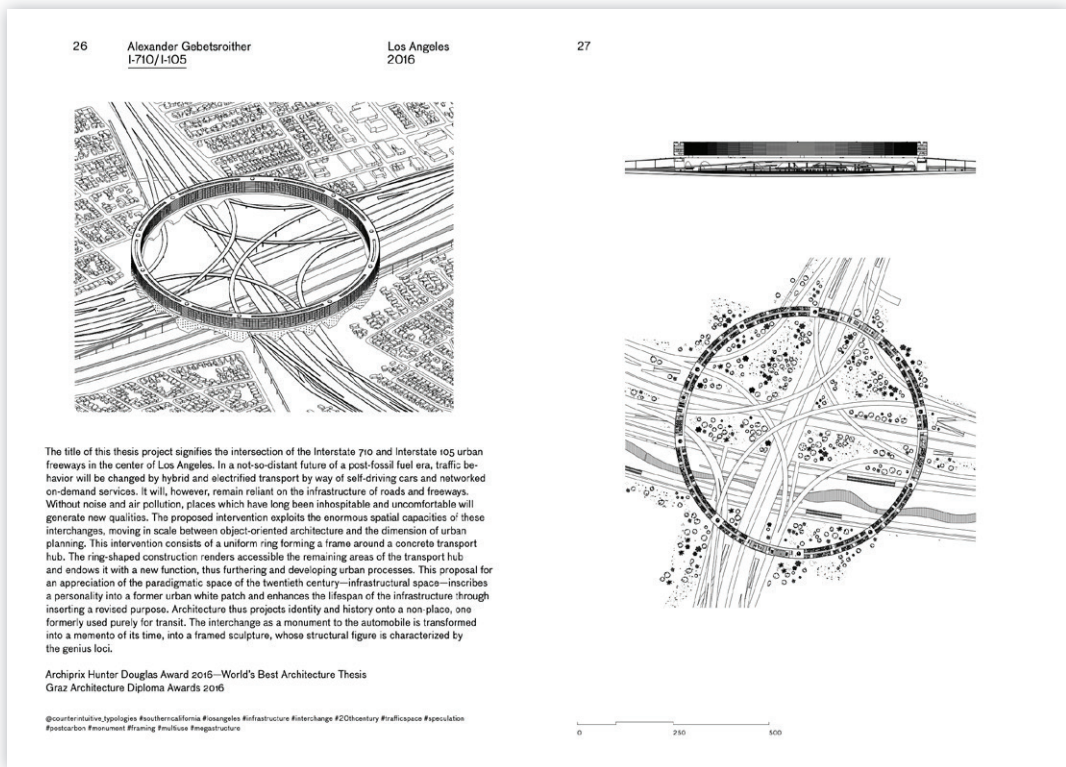 26
Alexander Gebetsroither
I-710/I-105
Los Angeles
2016
The title of this thesis project signifies the intersection of the Interstate 710 and Interstate 105 urban
freeways in the center of Los Angeles. In a not-so-distant future of a post-fossil fuel era, traffic be-
havior will be changed by hybrid and electrified transport by way of self-driving cars and networked
on-demand services. It will, however, remain reliant on the infrastructure of roads and freeways.
Without noise and air pollution, places which have long been inhospitable and uncomfortable will
generate new qualities. The proposed intervention exploits the enormous spatial capacities of these
interchanges, moving in scale between object-oriented architecture and the dimension of urban
planning. This intervention consists of a uniform ring forming a frame around a concrete transport
hub. The ring-shaped construction renders accessible the remaining areas of the transport hub
and endows it with a new function, thus furthering and developing urban processes. This proposal for
an appreciation of the paradigmatic space of the twentieth century—infrastructural space—inscribes
a personality into a former urban white patch and enhances the lifespan of the infrastructure through
inserting a revised purpose. Architecture thus projects identity and history onto a non-place, one
formerly used purely for transit. The interchange as a monument to the automobile is transformed
into a memento of its time, into a framed sculpture, whose structural figure is characterized by
the genius loci.
Archiprix Hunter Douglas Award 2016—World's Best Architecture Thesis
Graz Architecture Diploma Awards 2016
@counterintuitive_typologies #southerncalifornia #losangeles #infrastructure #interchange #20thcentury #trafficspace #speculation
#postcarbon #monument #framing #multiuse #megastructure
27
0 250 500